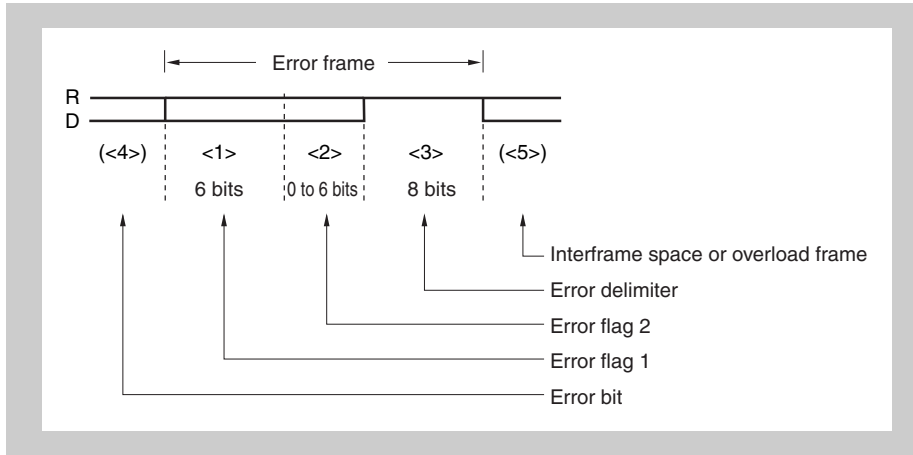 Error frame
R
D
(<4>) <1> <2> <3> (<5>)
6 bits 0 to 6 bits 8 bits
Interframe space or overload frame
Error delimiter
Error flag 2
Error flag 1
Error bit